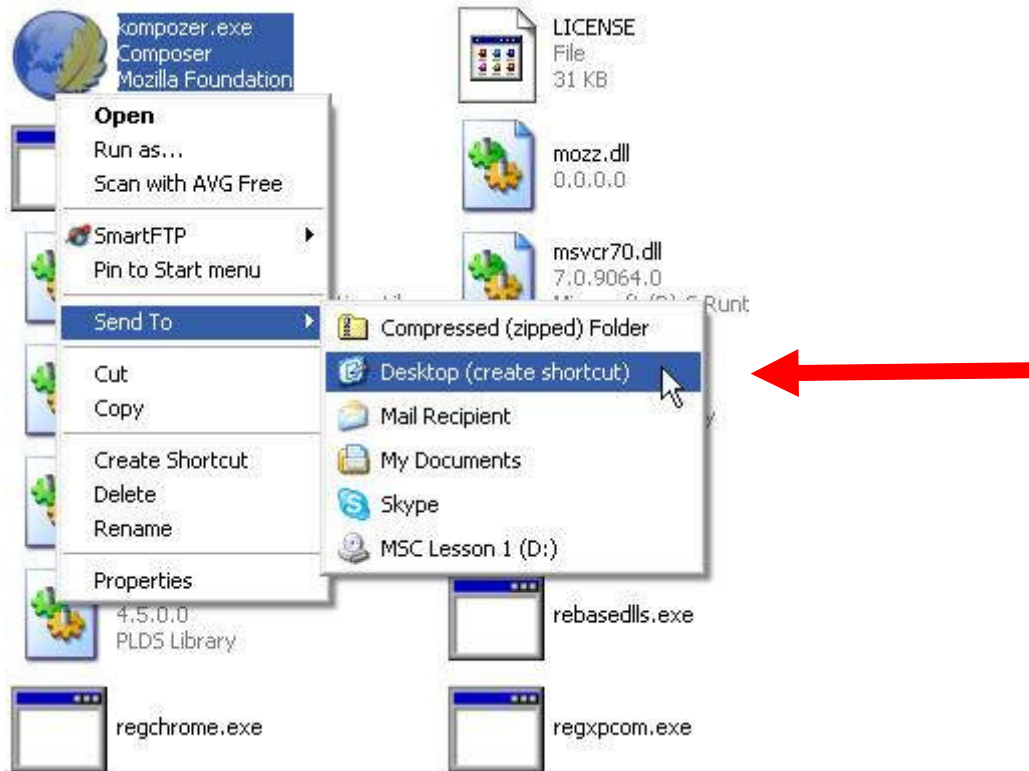 kompozer.exe
Composer
Mozilla Foundation
LICENSE
File
31 KB
Open
Run as...
Scan with AVG Free
mozz.dll
0.0.0.0
SmartFTP
Pin to Start menu
msvcr70.dll
7.0.9064.0
Runt
Send To
Compressed (zipped) Folder
Desktop (create shortcut)
Cut
Copy
Mail Recipient
My Documents
Create Shortcut
Delete
Rename
Skype
MSC Lesson 1 (D:)
Properties
4.5.0.0
PLDS Library
rebasedlls.exe
regchrome.exe
regxpcom.exe